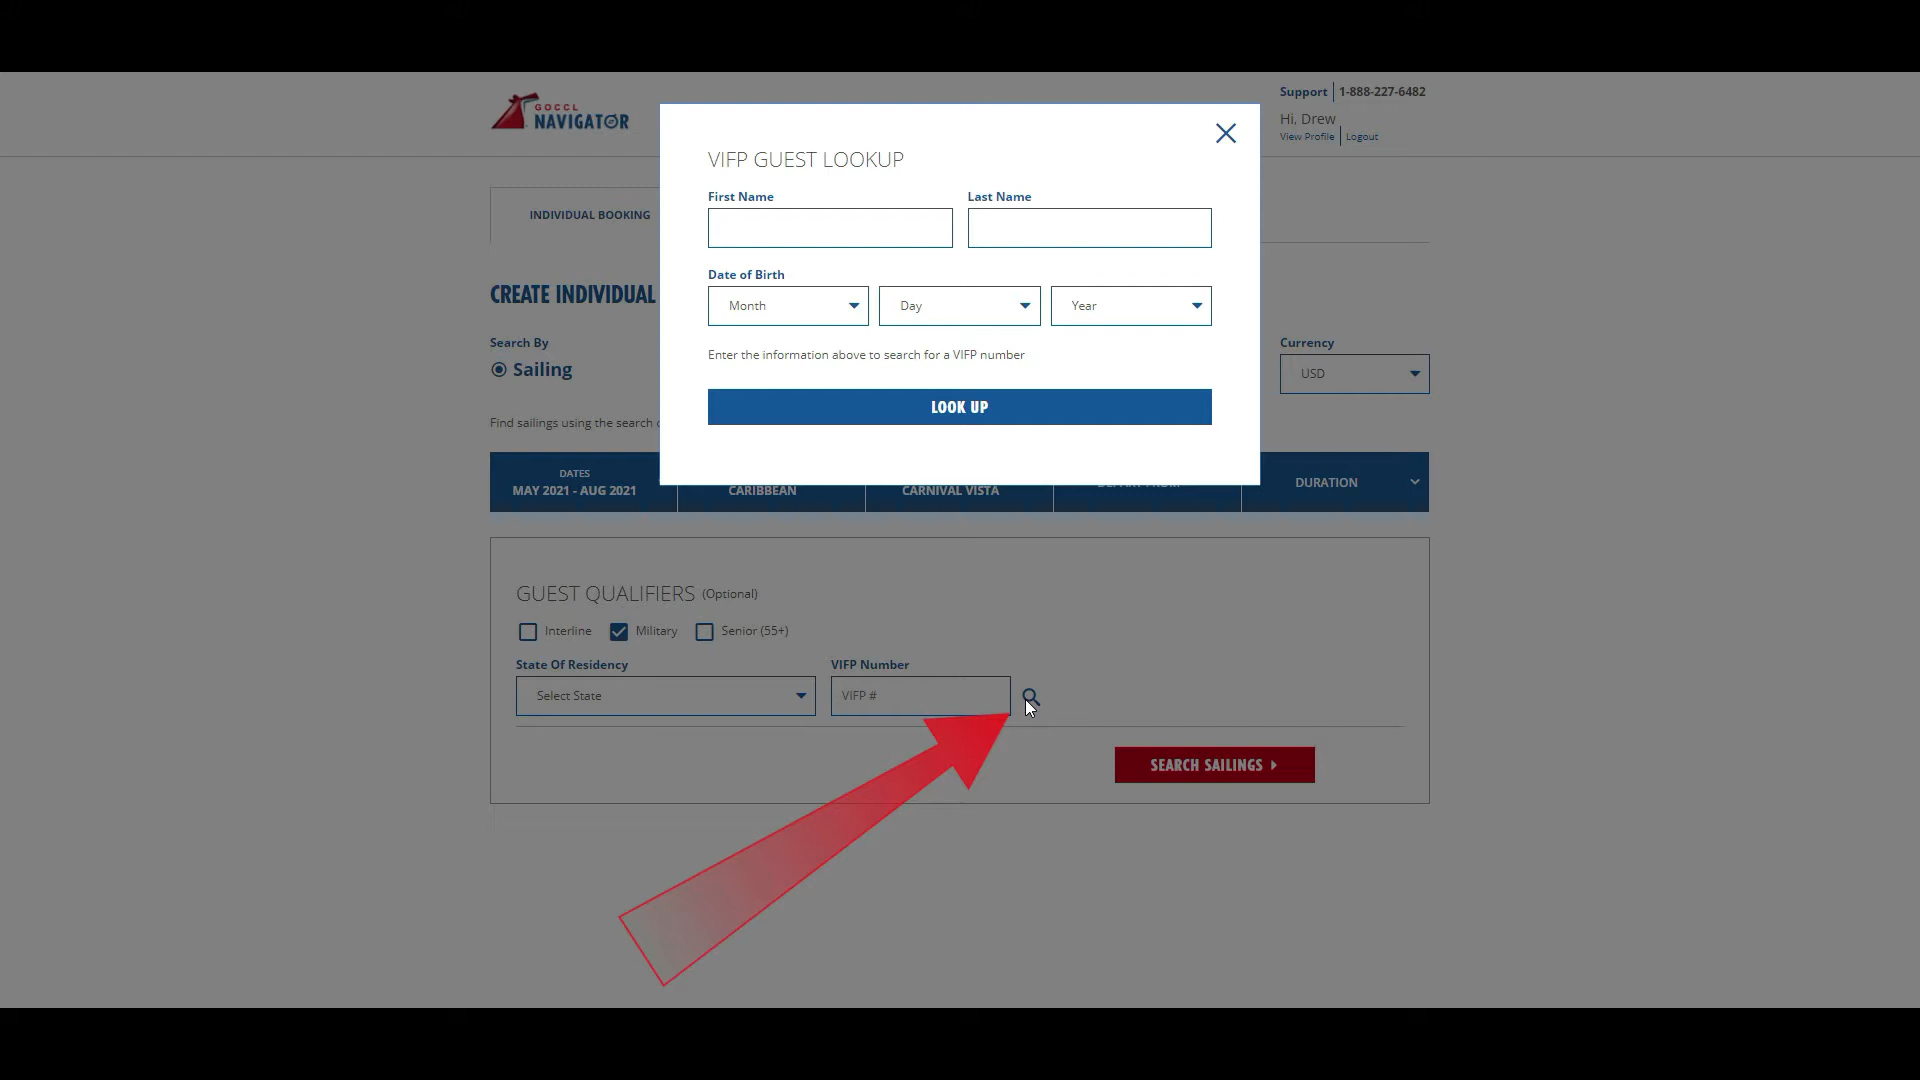 GOCCL
NAVIGATOR
Support 1-888-227-6482
Hi, Drew
View Profile Logout
VIFP GUEST LOOKUP
First Name Last Name
INDIVIDUAL BOOKING
Date of Birth
Month Day Year
CREATE INDIVIDUAL
Search By
Currency
Enter the information above to search for a VIFP number
Sailing
USD
LOOK UP
Find sailings using the search
DATES
MAY 2021 - AUG 2021
CARIBBEAN
CARNIVAL VISTA
DURATION
GUEST QUALIFIERS (Optional)
Interline Military Senior (55+)
State Of Residency VIFP Number
Select State VIFP #
SEARCH SAILINGS